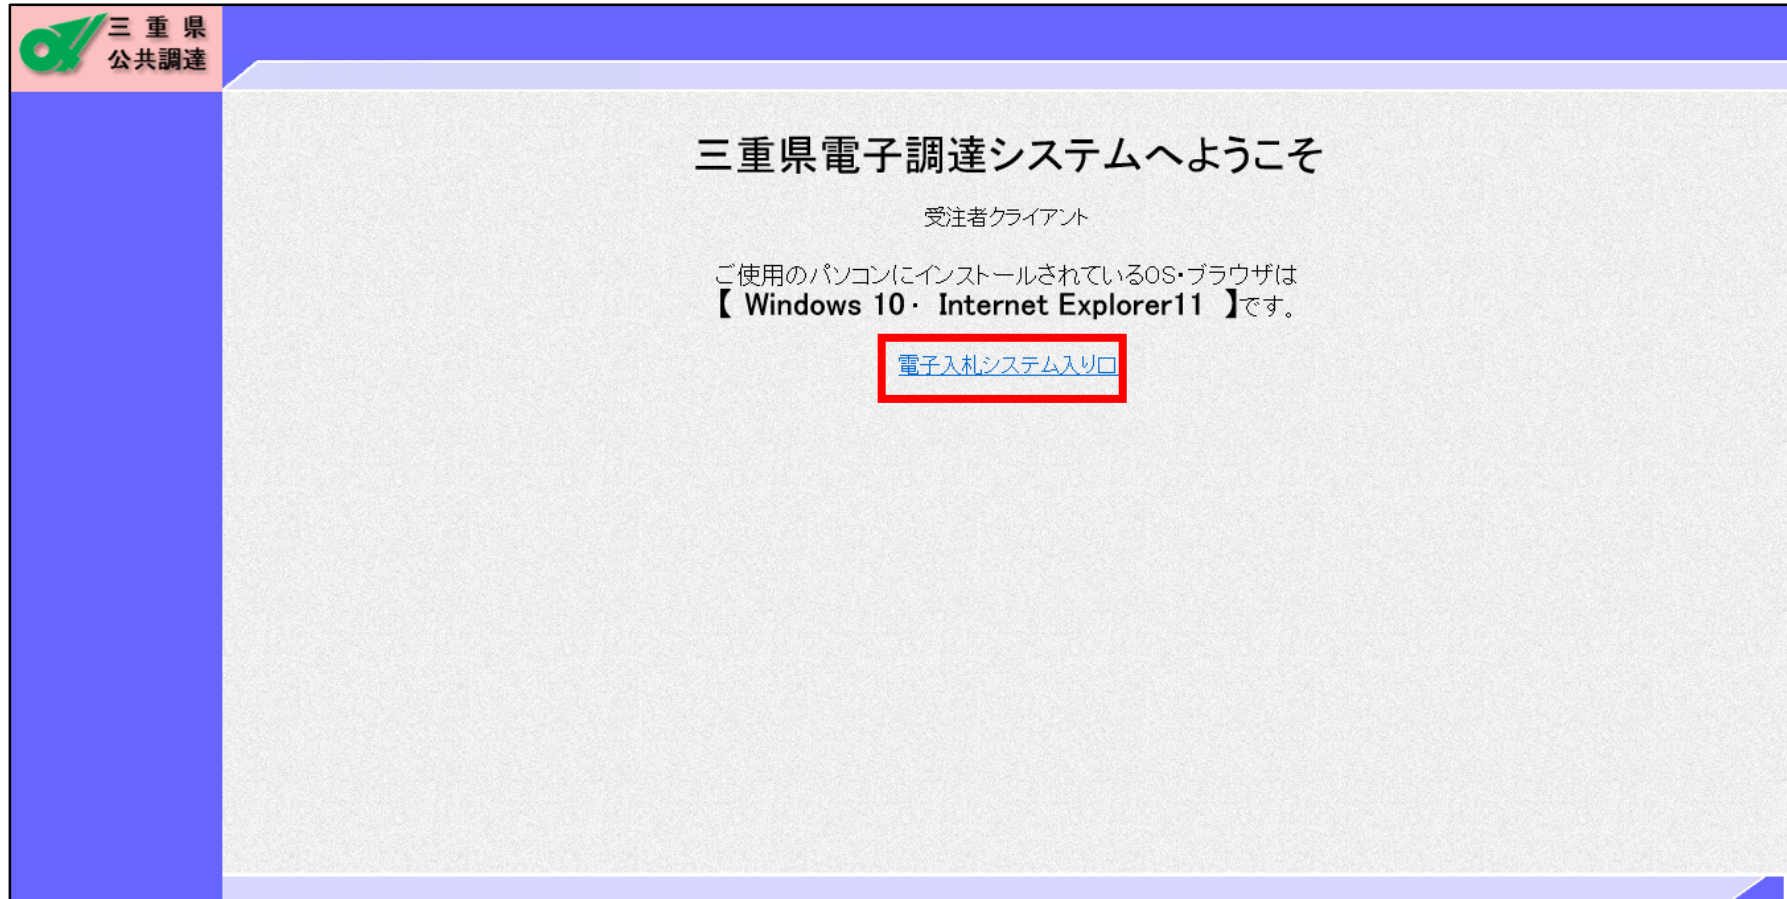 三重県
公共調達
三重県電子調達システムへようこそ
受注者クライアント
ご使用のパソコンにインストールされているOS・ブラウザは
【 Windows 10・ Internet Explorer11 】です。
電子入札システム入り口